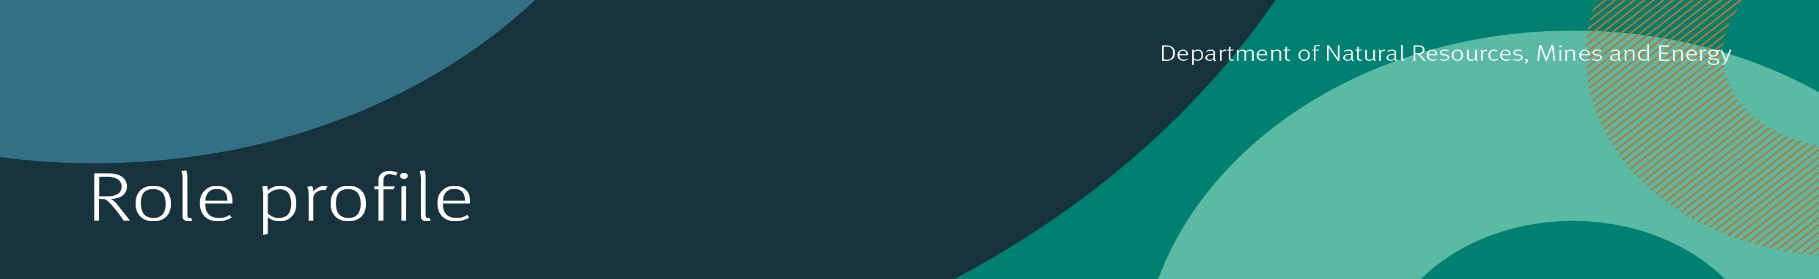 Department of Natural Resources, Mines and Energy
Role profile